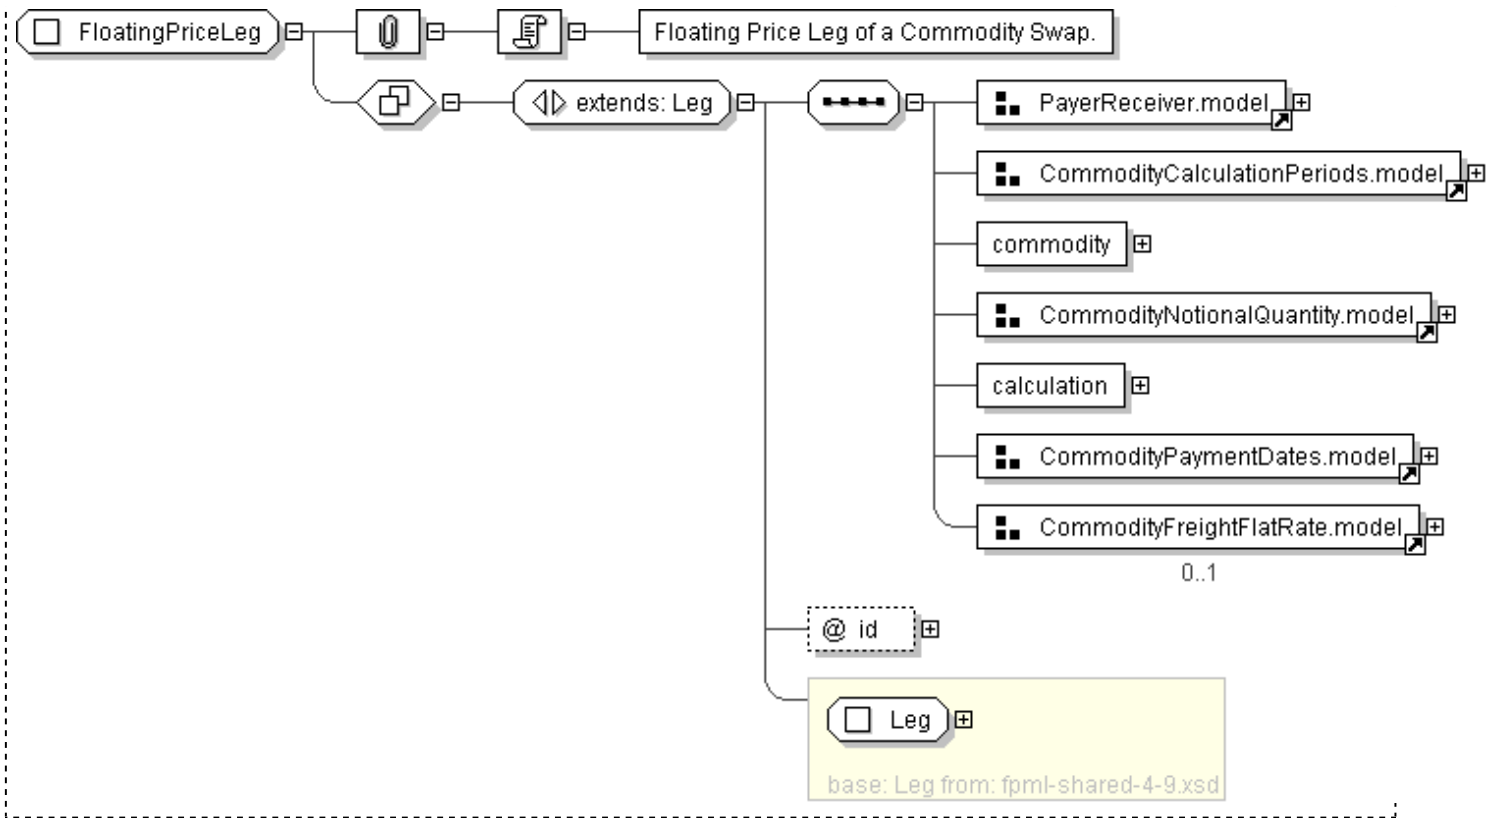 FloatingPriceLeg
Floating Price Leg of a Commodity Swap.
extends: Leg
PayerReceiver.model
CommodityCalculationPeriods.model
commodity
CommodityNotionalQuantity.model
calculation
CommodityPaymentDates.model
CommodityFreightFlatRate.model
0..1
@ id
Leg
base: Leg from: fpml-shared-4-9.xsd